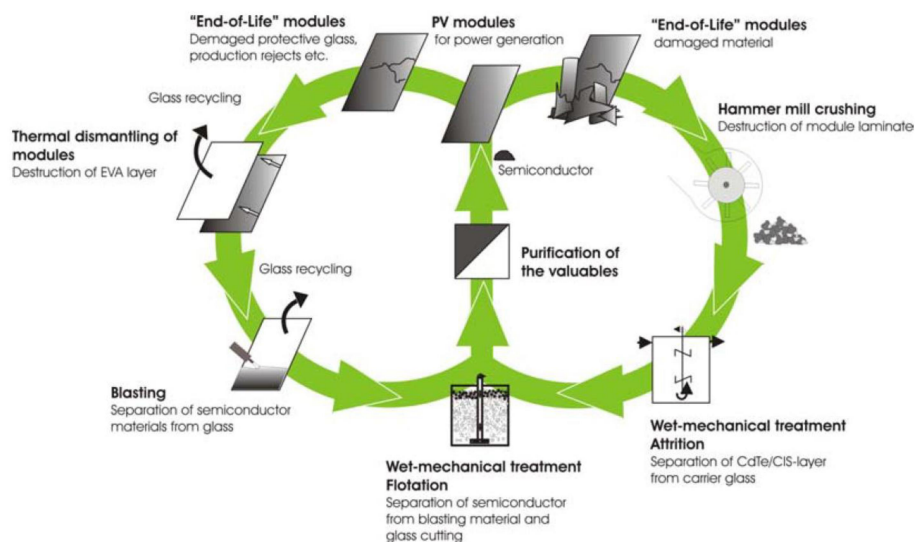 “End-of-Life” modules
Damaged protective glass,
production rejects etc.
PV modules
for power generation
“End-of-Life” modules
damaged material
Glass recycling
Hammer mill crushing
Destruction of module laminate
Thermal dismantling of
modules
Destruction of EVA layer
Semiconductor
Glass recycling
Purification of
the valuables
Blasting
Separation of semiconductor
materials from glass
Wet-mechanical treatment
Flotation
Separation of semiconductor
from blasting material and
glass cutting
Wet-mechanical treatment
Attrition
Separation of CdTe/CIS-layer
from carrier glass